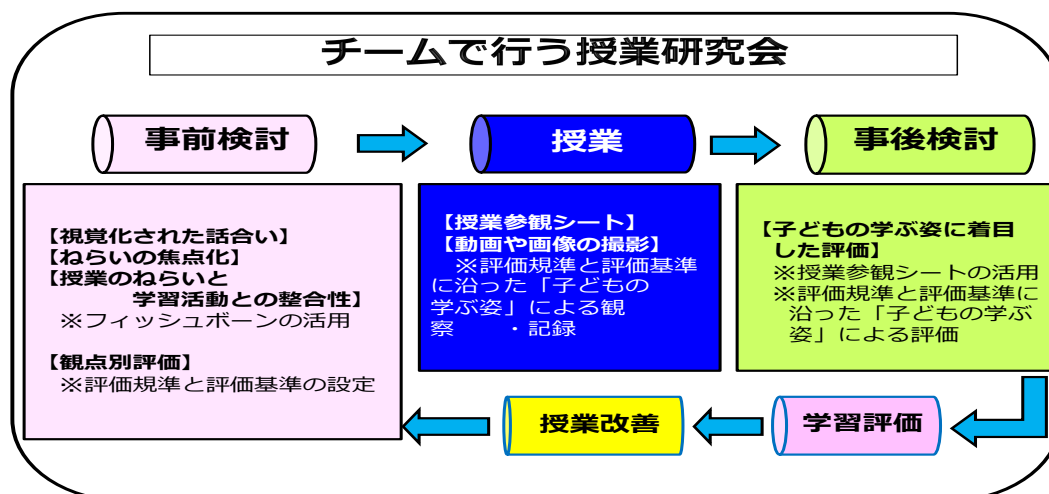 チームで行う授業研究会
事前検討
授業
事後検討
【視覚化された話合い】
【ねらいの焦点化】
【授業のねらいと
学習活動との整合性】
※フィッシュボーンの活用
【観点別評価】
※評価規準と評価基準の設定
【授業参観シート】
【動画や画像の撮影】
※評価規準と評価基準
に沿った「子どもの
学ぶ姿」による観
察　　・記録
【子どもの学ぶ姿に着目
した評価】
※授業参観シートの活用
※評価規準と評価基準に
沿った「子どもの学ぶ
姿」による評価
授業改善
学習評価